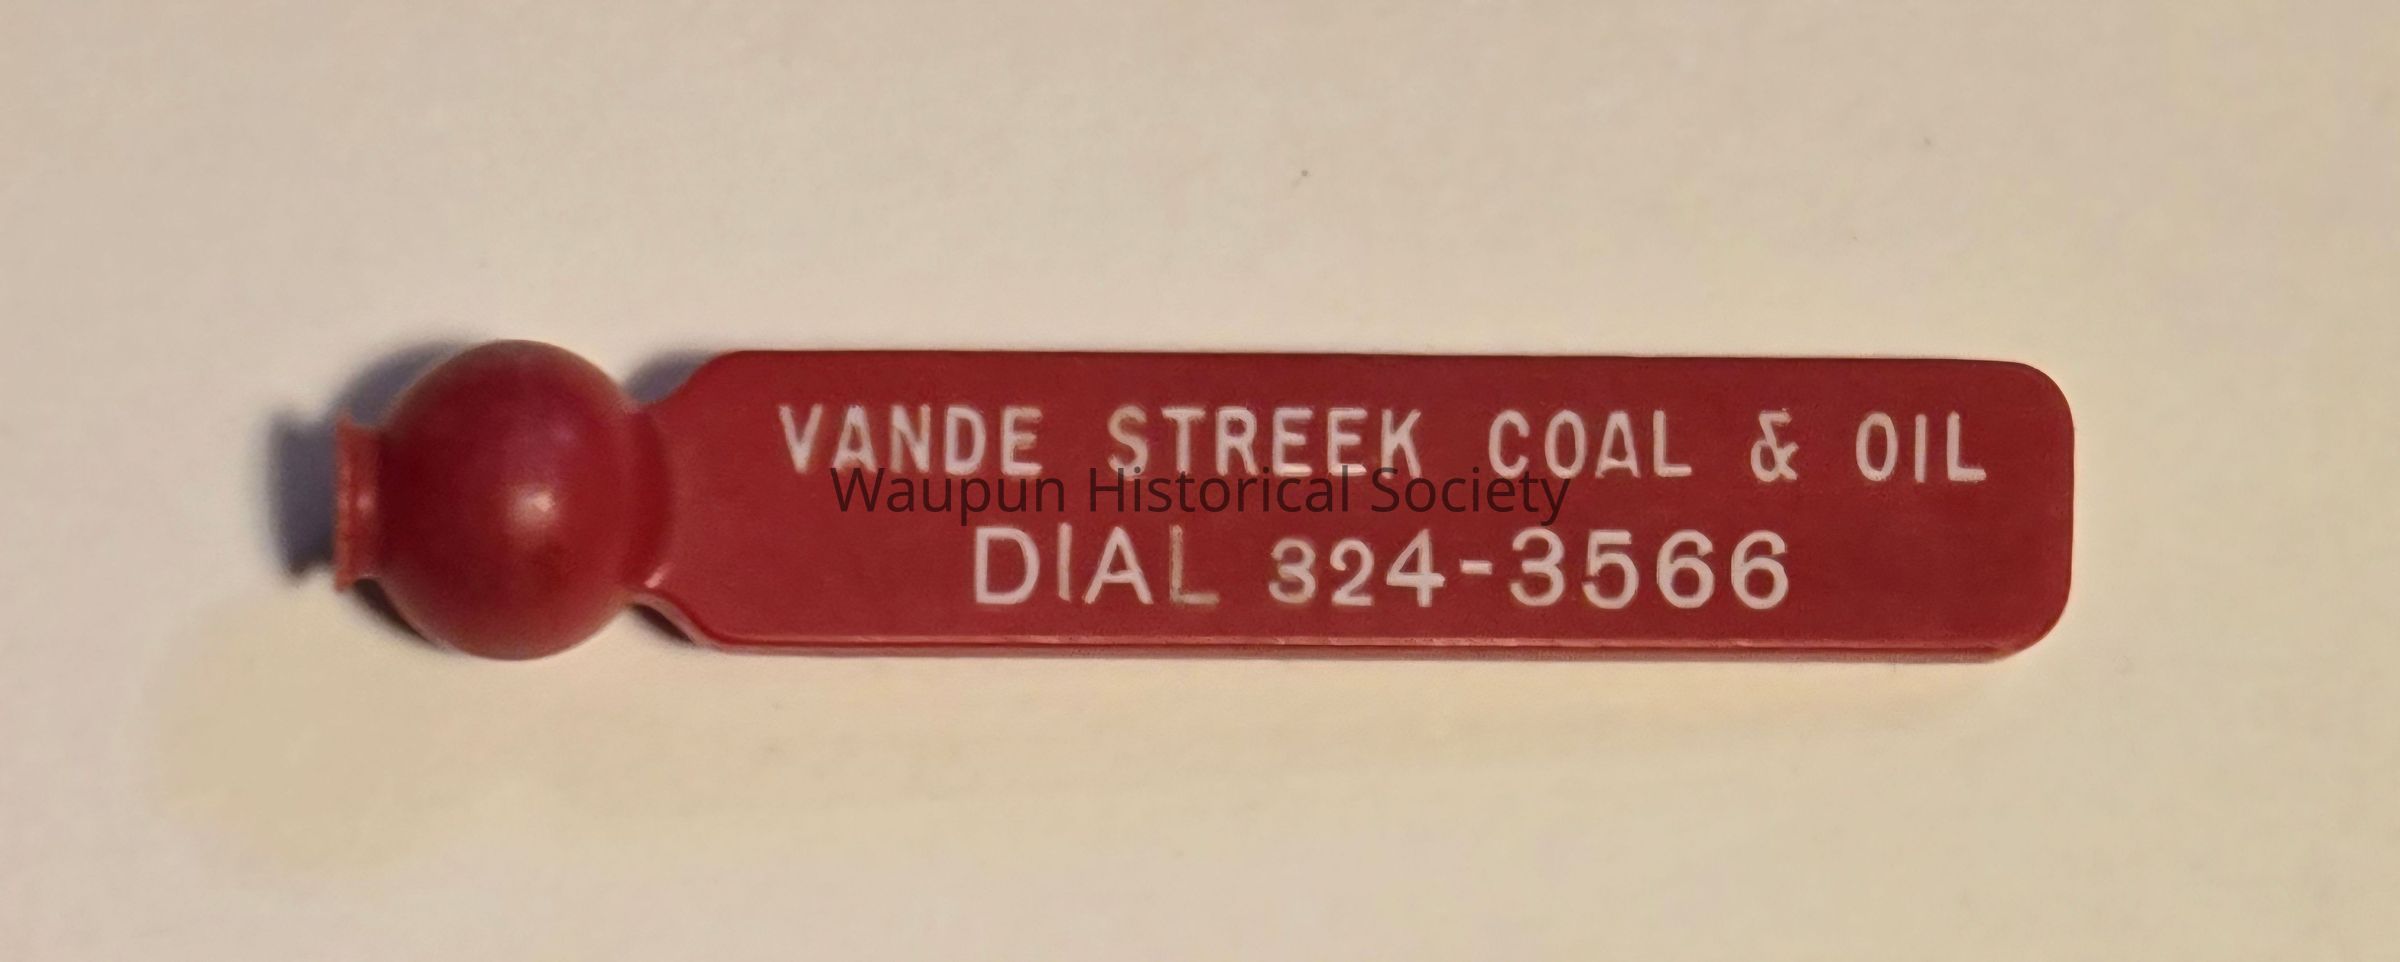 VANDE STREEK COAL & OIL
Waupun Historical Society
DIAL 324-3566